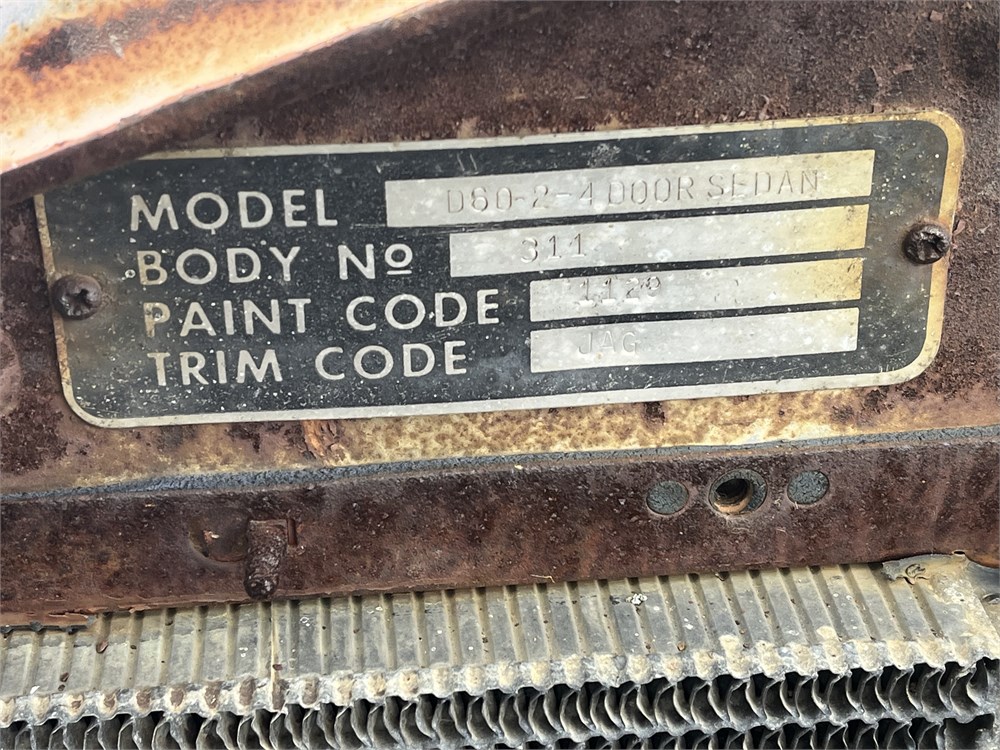 MODEL D60-2-4 DOOR SEDAN
BODY Nº 311
PAINT CODE
TRIM CODE JAG